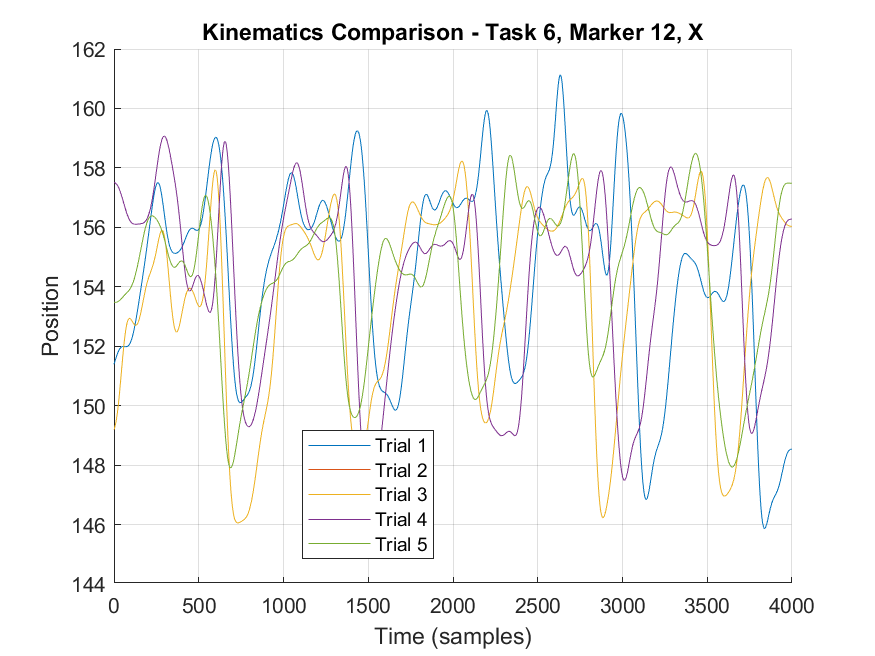 Kinematics Comparison - Task 6, Marker 12, X
162
160
158
156
154
152
150
148
146
144
Position
Trial 1
Trial 2
Trial 3
Trial 4
Trial 5
0 500 1000 1500 2000 2500 3000 3500 4000
Time (samples)